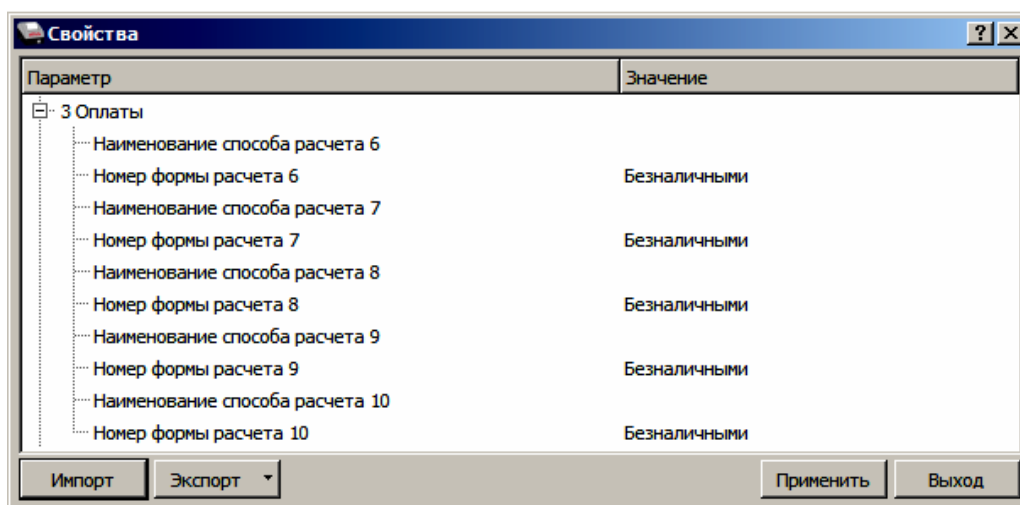 Свойства
Параметр Значение
3 Оплаты
Наименование способа расчета 6
Номер формы расчета 6 Безналичными
Наименование способа расчета 7
Номер формы расчета 7 Безналичными
Наименование способа расчета 8
Номер формы расчета 8 Безналичными
Наименование способа расчета 9
Номер формы расчета 9 Безналичными
Наименование способа расчета 10
Номер формы расчета 10 Безналичными
Импорт Экспорт Применить Выход